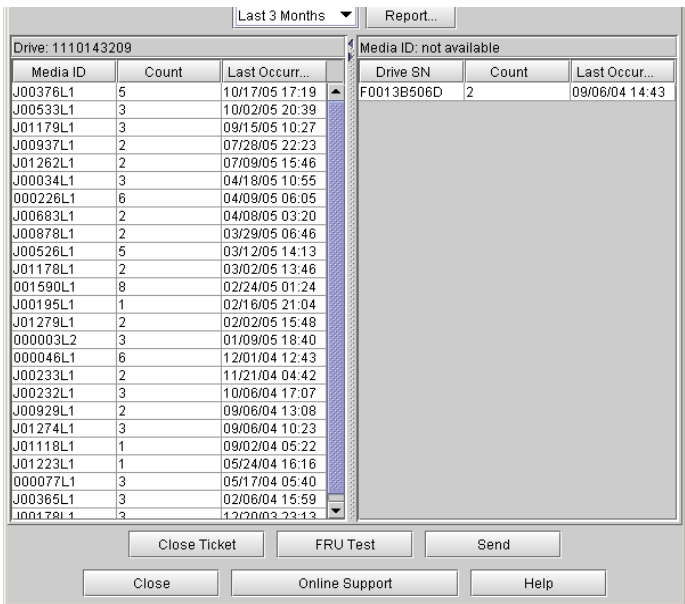 Last 3 Months Report...
Drive: 1110143209 Media ID: not available
Media ID Count Last Occurr... Drive SN Count Last Occur...
J00376L1 5 10/17/05 17:19 F0013B506D 2 09/06/04 14:43
J00533L1 3 10/02/05 20:39
J01179L1 3 09/15/05 10:27
J00937L1 2 07/28/05 22:23
J01262L1 2 07/09/05 15:46
J00034L1 3 04/18/05 10:55
000226L1 6 04/09/05 06:05
J00683L1 2 04/08/05 03:20
J00878L1 2 03/29/05 06:46
J00526L1 5 03/12/05 14:13
J01178L1 2 03/02/05 13:46
001590L1 8 02/24/05 01:24
J00195L1 1 02/16/05 21:04
J01279L1 2 02/02/05 15:48
000003L2 3 01/09/05 18:40
000046L1 6 12/01/04 12:43
J00233L1 2 11/21/04 04:42
J00232L1 3 10/06/04 17:07
J00929L1 2 09/06/04 13:08
J01274L1 3 09/06/04 10:23
J01118L1 1 09/02/04 05:22
J01223L1 1 05/24/04 16:16
000077L1 3 05/17/04 05:40
J00365L1 3 02/06/04 15:59
J00178L1 3 12/20/03 23:13
Close Ticket FRU Test Send
Close Online Support Help